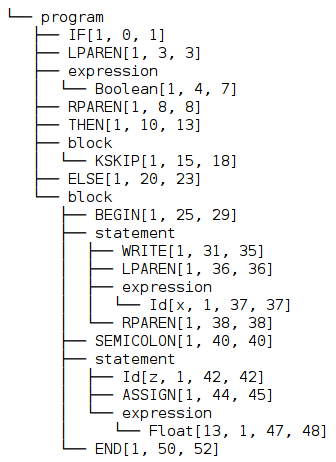 └── program
    ├── IF[1, 0, 1]
    ├── LPAREN[1, 3, 3]
    ├── expression
    │   └── Boolean[1, 4, 7]
    ├── RPAREN[1, 8, 8]
    ├── THEN[1, 10, 13]
    ├── block
    │   └── KSKIP[1, 15, 18]
    ├── ELSE[1, 20, 23]
    └── block
        ├── BEGIN[1, 25, 29]
        ├── statement
        │   ├── WRITE[1, 31, 35]
        │   ├── LPAREN[1, 36, 36]
        │   ├── expression
        │   │   └── Id[x, 1, 37, 37]
        │   └── RPAREN[1, 38, 38]
        ├── SEMICOLON[1, 40, 40]
        ├── statement
        │   ├── Id[z, 1, 42, 42]
        │   ├── ASSIGN[1, 44, 45]
        │   └── expression
        │       └── Float[13, 1, 47, 48]
        └── END[1, 50, 52]